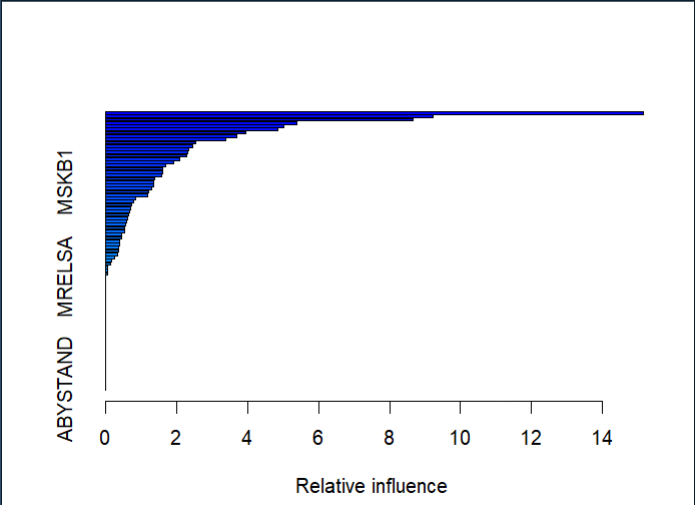 MSKB1
MRELSA
ABYSTAND
0 2 4 6 8 10 12 14
Relative influence